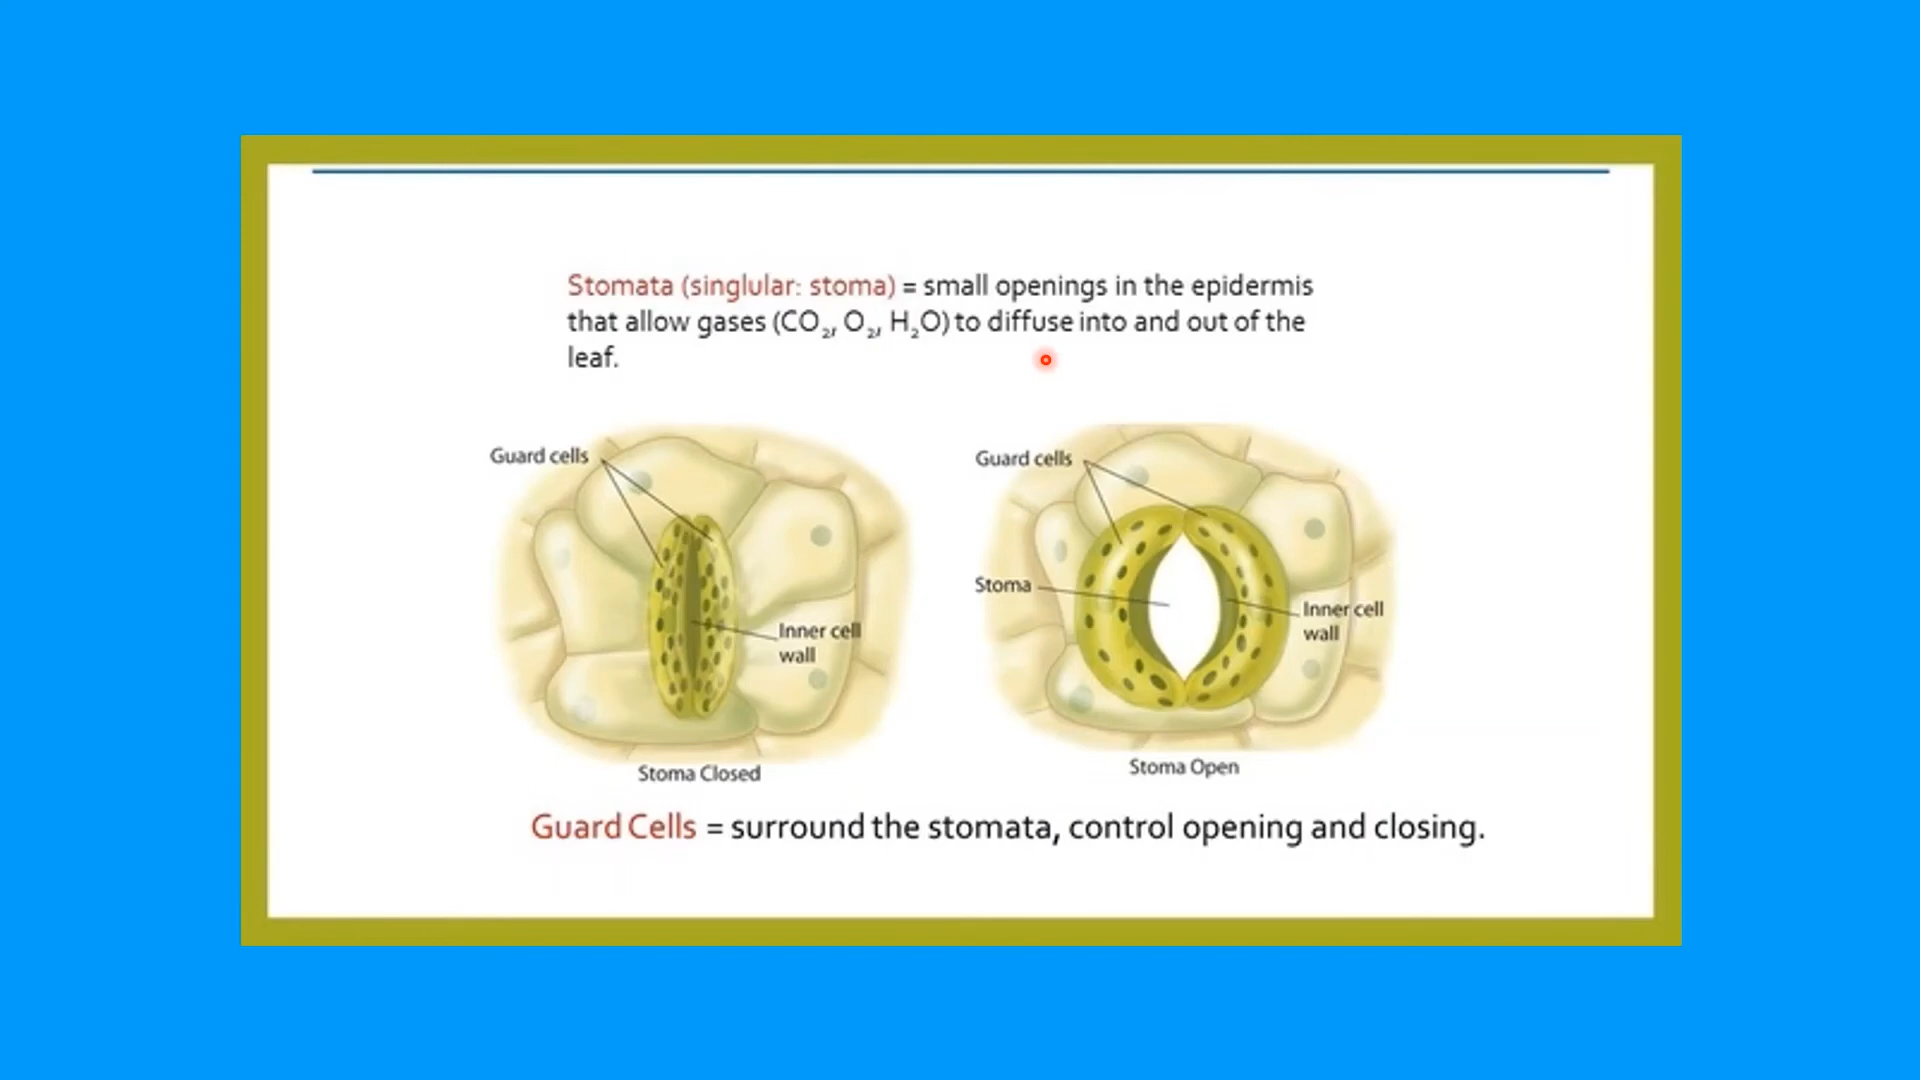 Stomata (singlular: stoma) = small openings in the epidermis
that allow gases (CO₂, O₂, H₂O) to diffuse into and out of the
leaf.
Guard cells
Inner cell
wall
Stoma Closed
Guard cells
Stoma
Inner cell
wall
Stoma Open
Guard Cells = surround the stomata, control opening and closing.